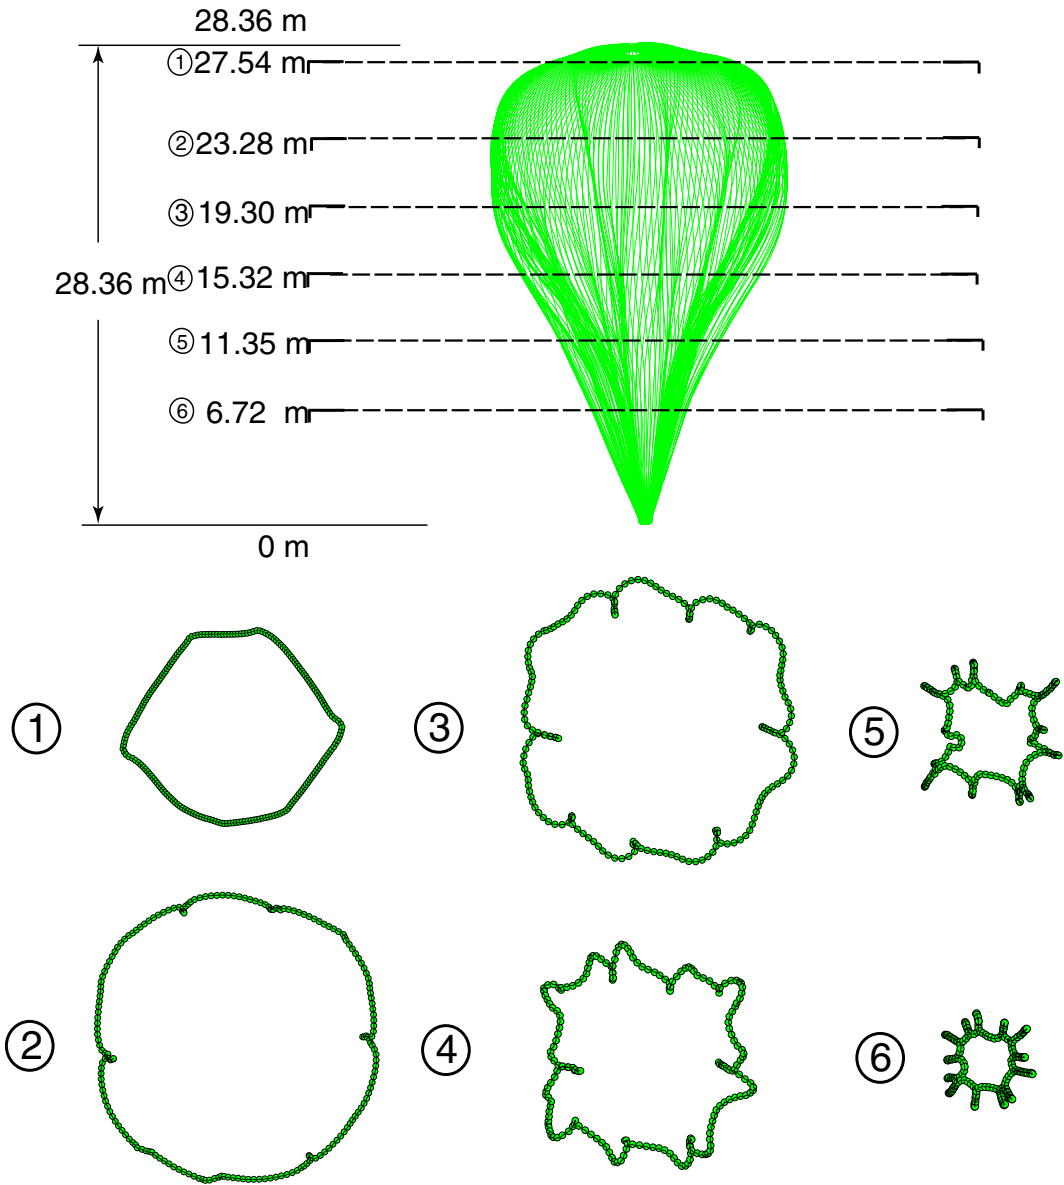 28.36 m
①27.54 m
②23.28 m
③19.30 m
28.36 m
④15.32 m
⑤11.35 m
⑥ 6.72 m
0 m
①
③
⑤
②
④
⑥